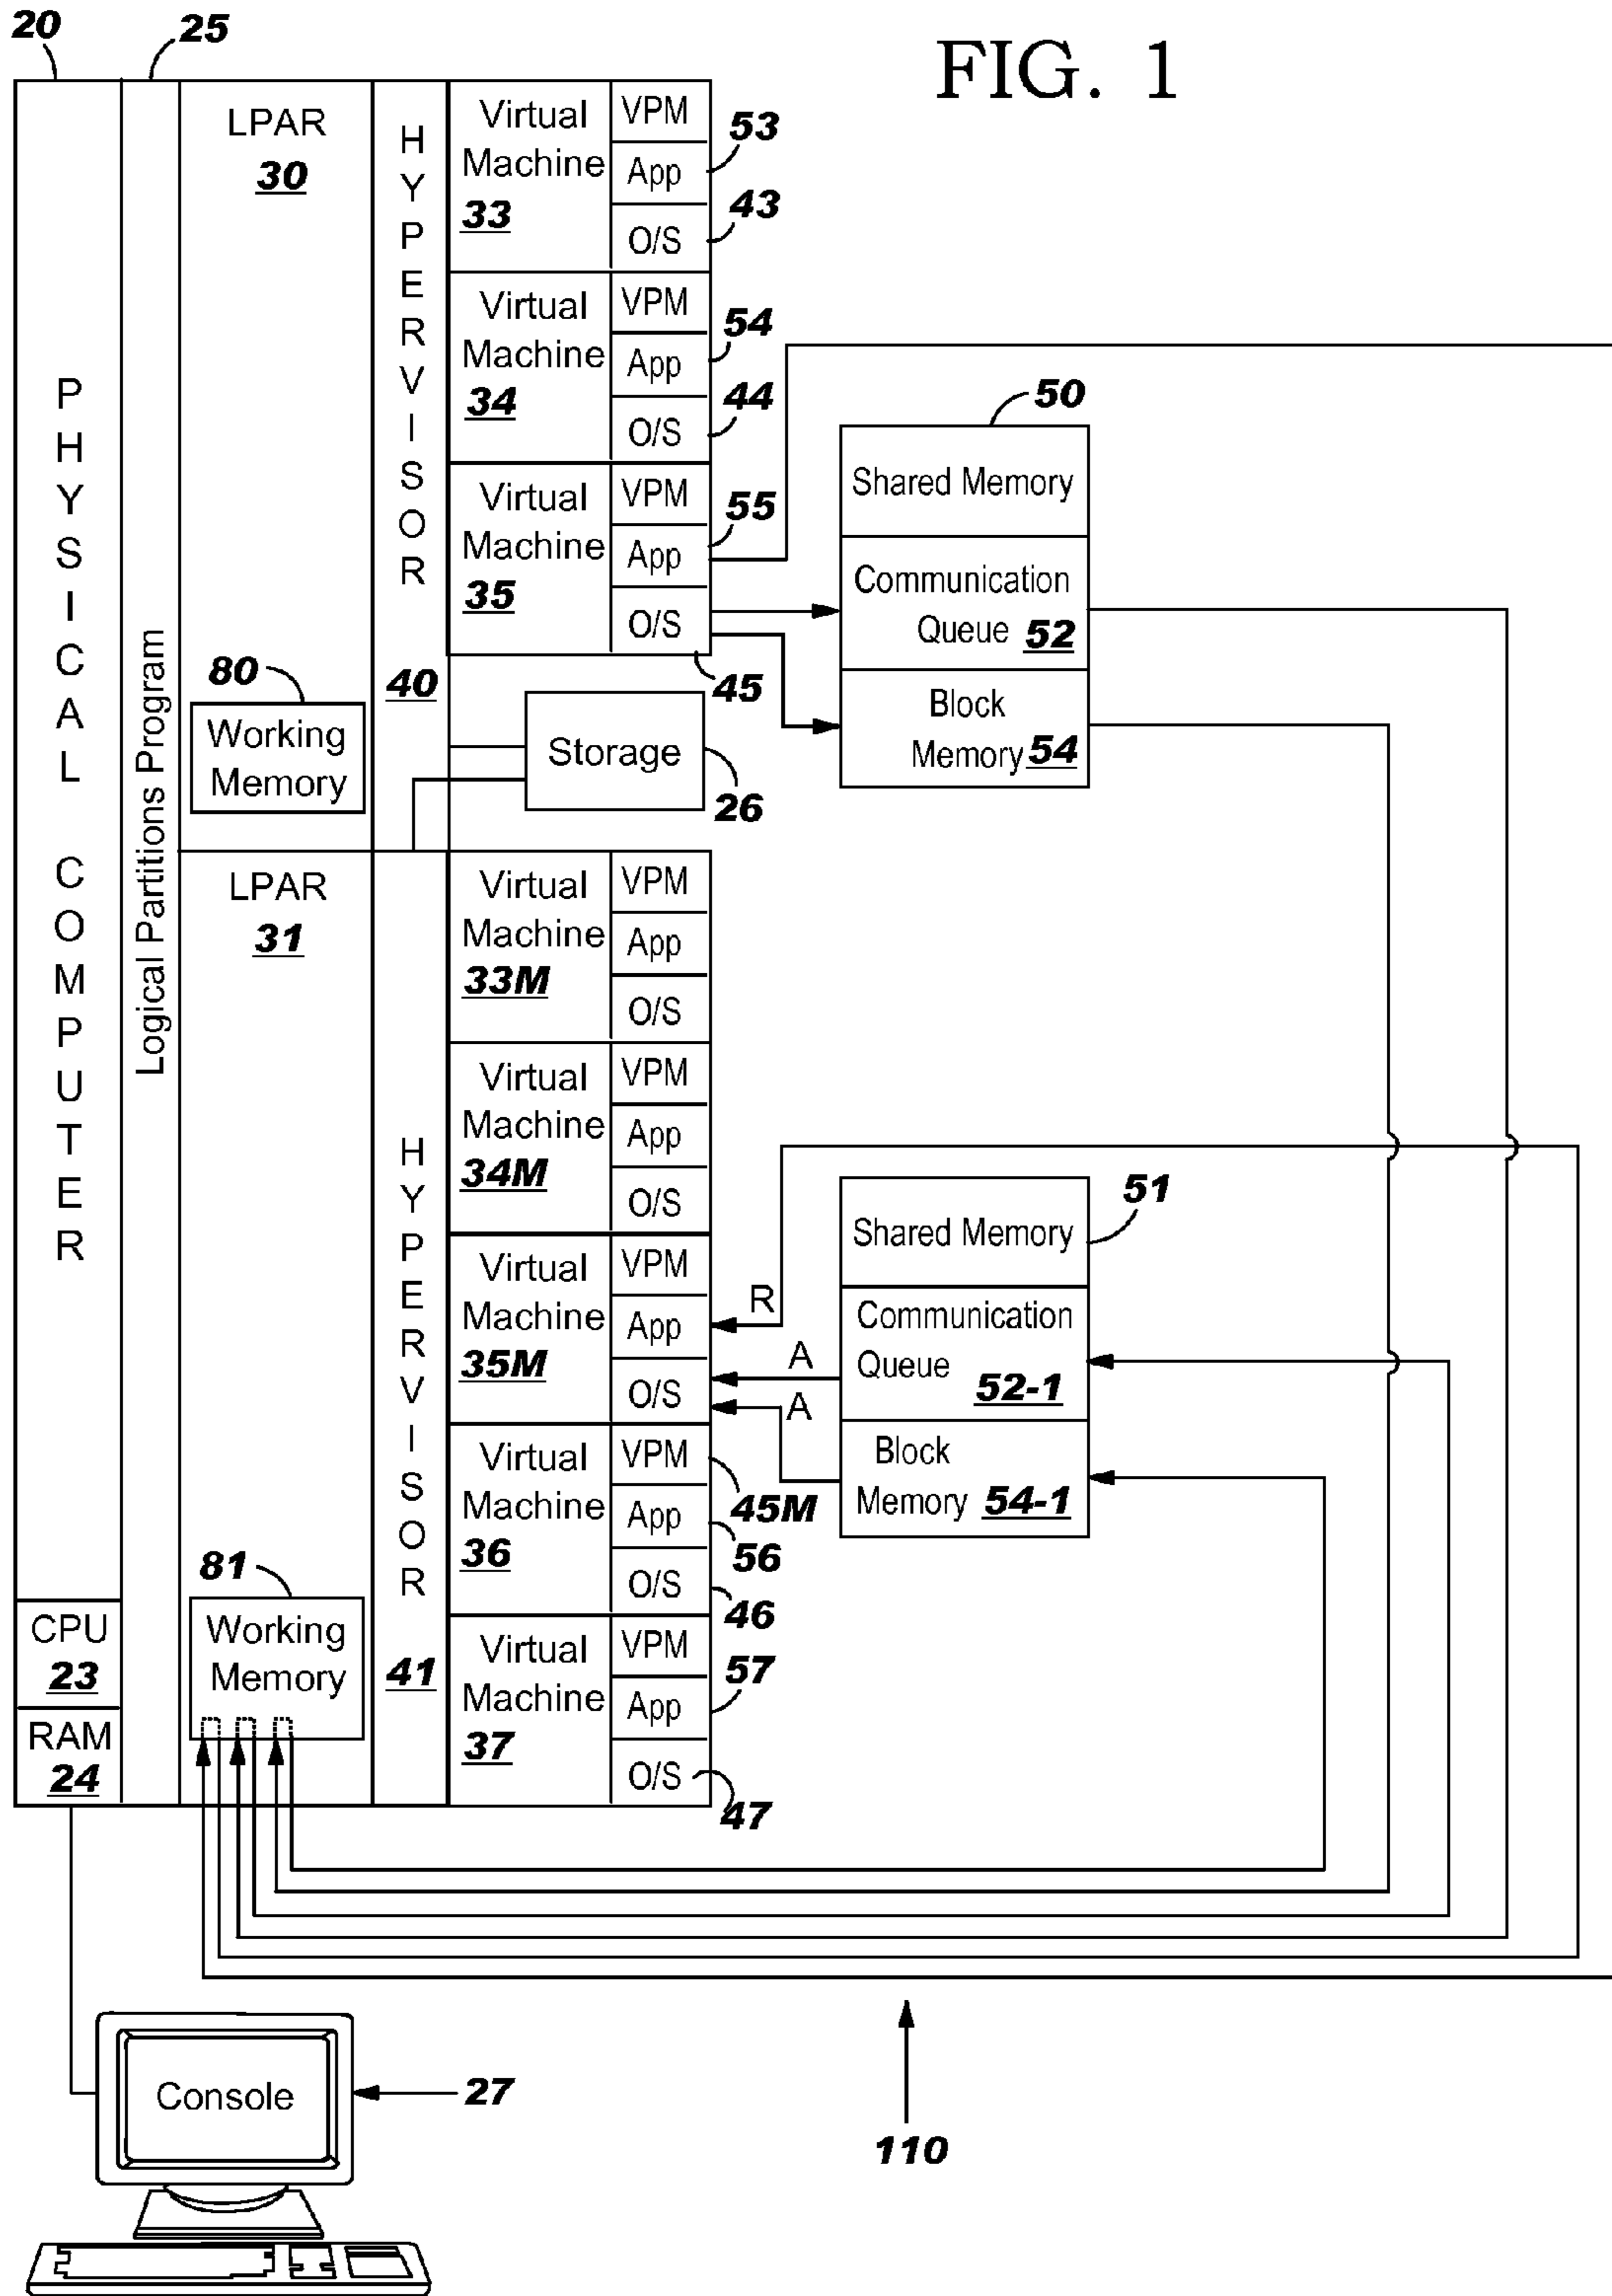 FIG. 1
20
25
PHYSICAL COMPUTER
CPU
23
RAM
24
Logical Partitions Program
LPAR
30
80
Working
Memory
HYPERVISOR
40
Virtual
Machine
33
VPM
App
O/S
53
43
Virtual
Machine
34
VPM
App
O/S
54
44
Virtual
Machine
35
VPM
App
O/S
55
45
Storage
26
50
Shared Memory
Communication
Queue 52
Block
Memory 54
LPAR
31
81
Working
Memory
HYPERVISOR
41
Virtual
Machine
33M
VPM
App
O/S
Virtual
Machine
34M
VPM
App
O/S
Virtual
Machine
35M
VPM
App
O/S
R
A
A
Virtual
Machine
36
VPM
App
O/S
45M
56
46
Virtual
Machine
37
VPM
App
O/S
57
47
51
Shared Memory
Communication
Queue 52-1
Block
Memory 54-1
Console
27
110